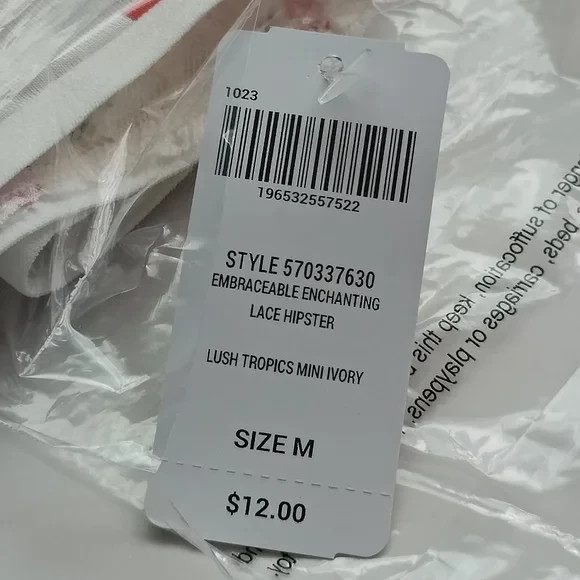 1023
196532557522
STYLE 570337630
EMBRACEABLE ENCHANTING
LACE HIPSTER
LUSH TROPICS MINI IVORY
SIZE M
$12.00
nger of suffocation, keep this
beds, carriages or playpens.